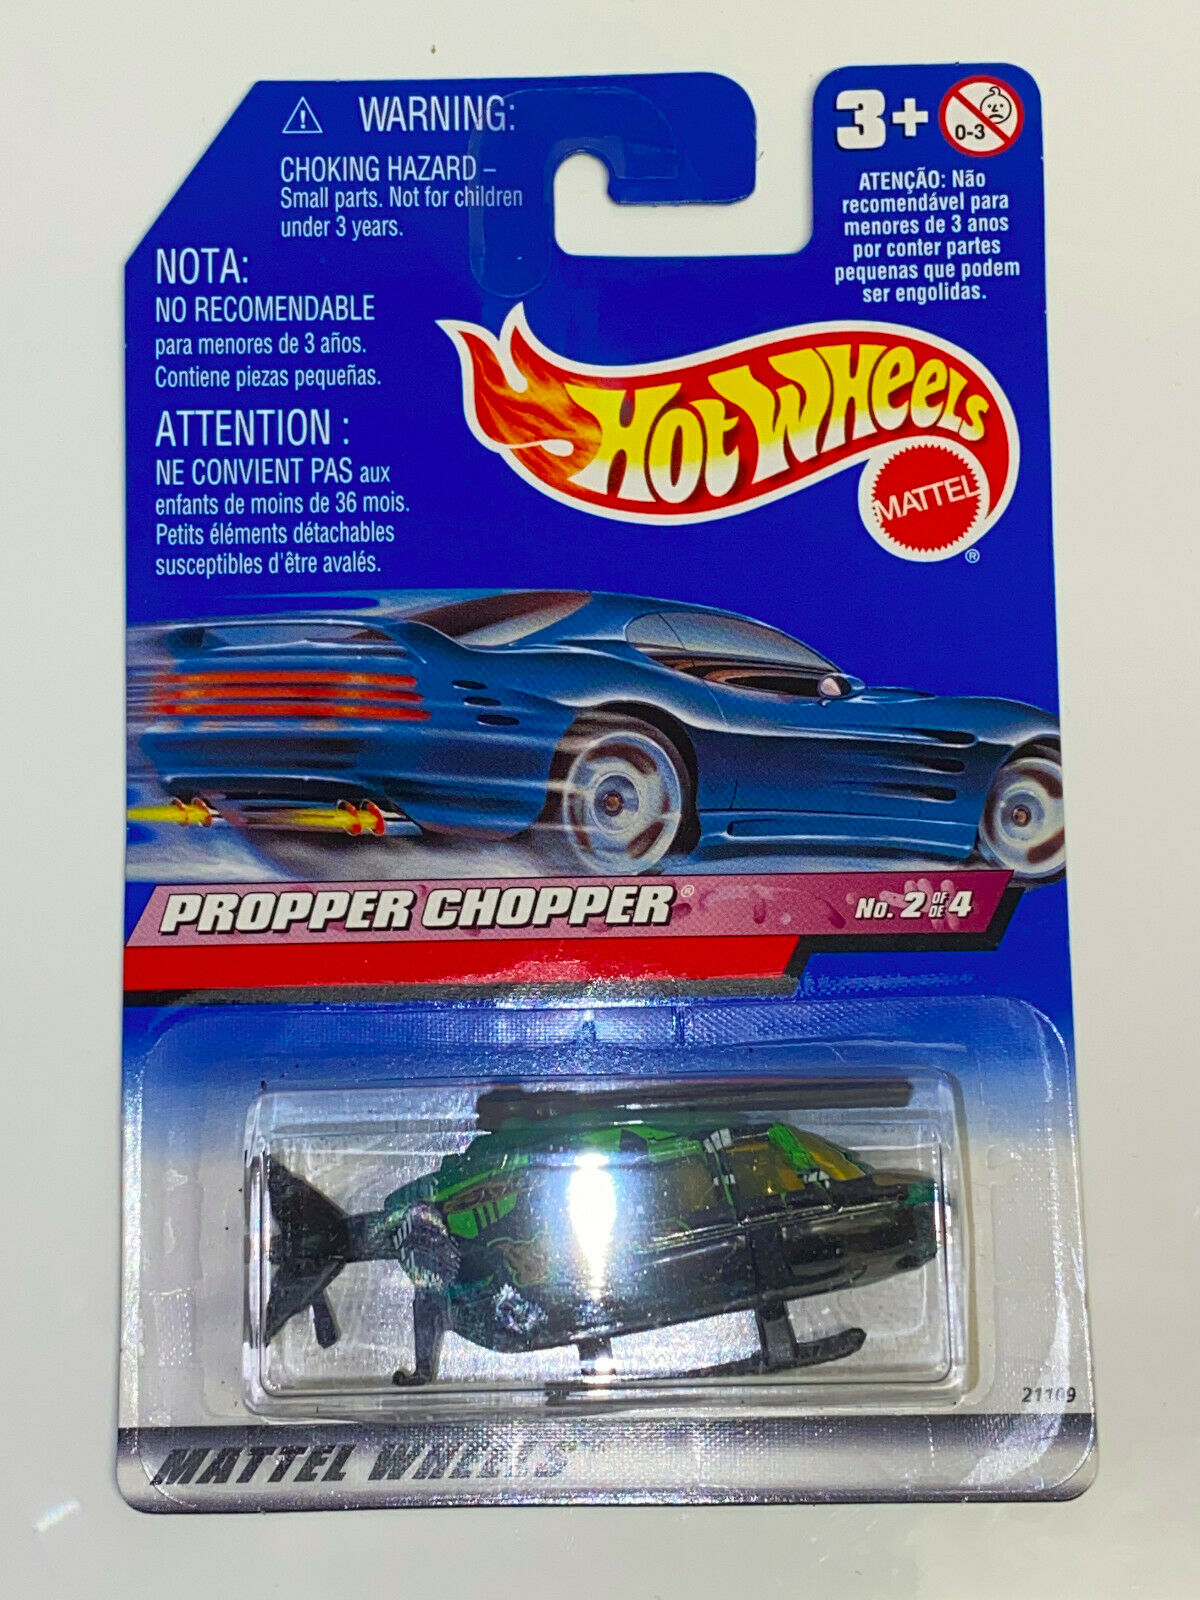 WARNING:
CHOKING HAZARD –
Small parts. Not for children
under 3 years.
NOTA:
NO RECOMENDABLE
para menores de 3 años.
Contiene piezas pequeñas.
ATTENTION :
NE CONVIENT PAS aux
enfants de moins de 36 mois.
Petits éléments détachables
susceptibles d'être avalés.
3+
0-3
ATENÇÃO: Não
recomendável para
menores de 3 anos
por conter partes
pequenas que podem
ser engolidas.
Hot Wheels
MATTEL
®
PROPPER CHOPPER®
No. 2 OF DE 4
21109
MATTEL WHEELS